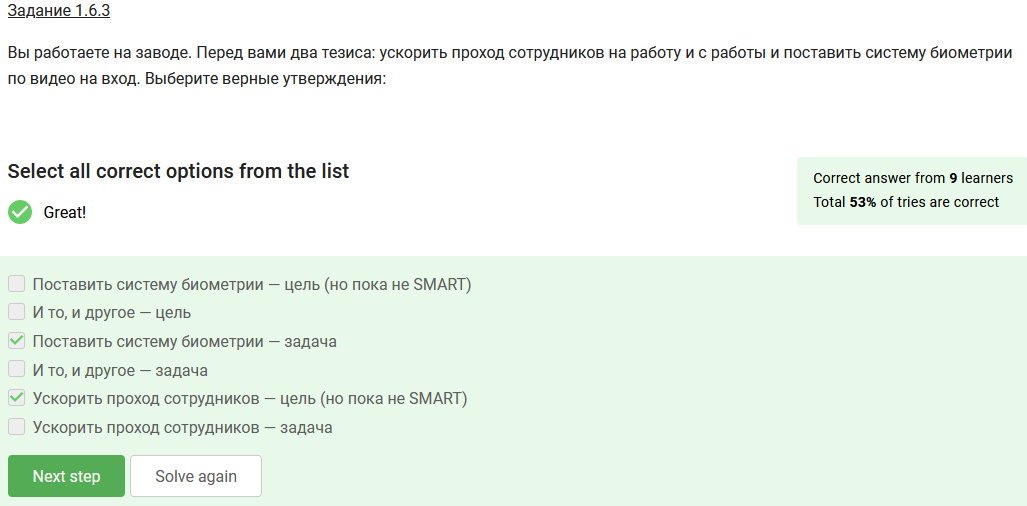 Задание 1.6.3
Вы работаете на заводе. Перед вами два тезиса: ускорить проход сотрудников на работу и с работы и поставить систему биометрии
по видео на вход. Выберите верные утверждения:
Select all correct options from the list
Correct answer from 9 learners
Total 53% of tries are correct
Great!
Поставить систему биометрии — цель (но пока не SMART)
И то, и другое — цель
Поставить систему биометрии — задача
И то, и другое — задача
Ускорить проход сотрудников — цель (но пока не SMART)
Ускорить проход сотрудников — задача
Next step Solve again